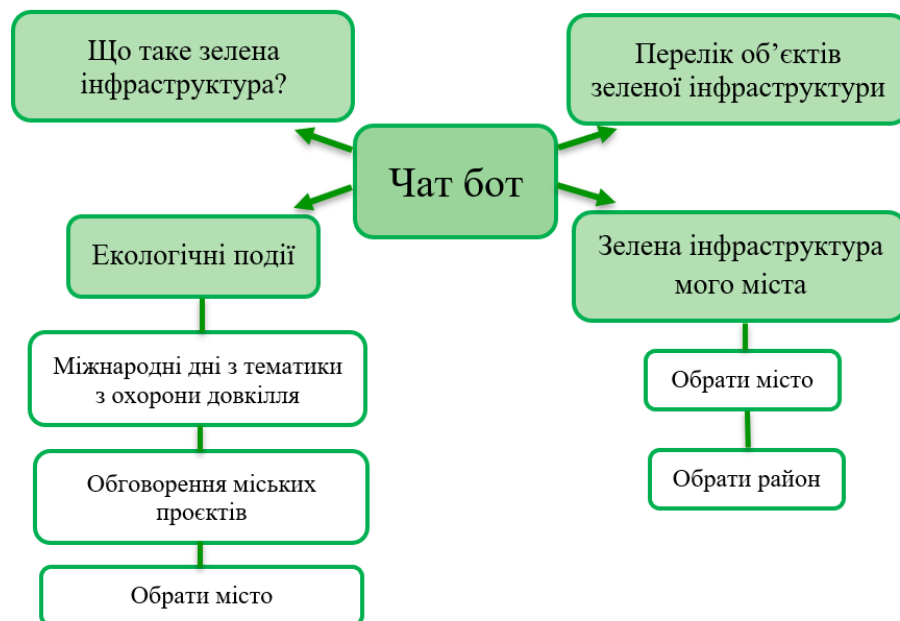 Що таке зелена
інфраструктура?
Перелік об’єктів
зеленої інфраструктури
Чат бот
Екологічні події
Зелена інфраструктура
мого міста
Міжнародні дні з тематики
з охорони довкілля
Обрати місто
Обговорення міських
проєктів
Обрати район
Обрати місто